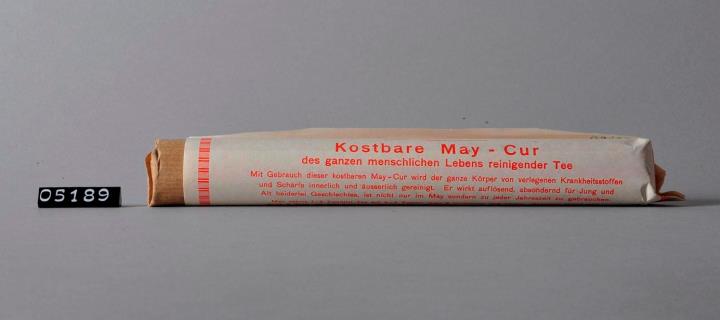 05189
Kostbare May - Cur
des ganzen menschlichen Lebens reinigender Tee
Mit Gebrauch dieser kostbaren May-Cur wird der ganze Körper von verlegenen Krankheitsstoffen
und Schärfe innerlich und äusserlich gereinigt. Er wirkt auflösend, absondernd für Jung und
Alt beiderlei Geschlechtes, ist nicht nur im May sondern zu jeder Jahreszeit zu gebrauchen.